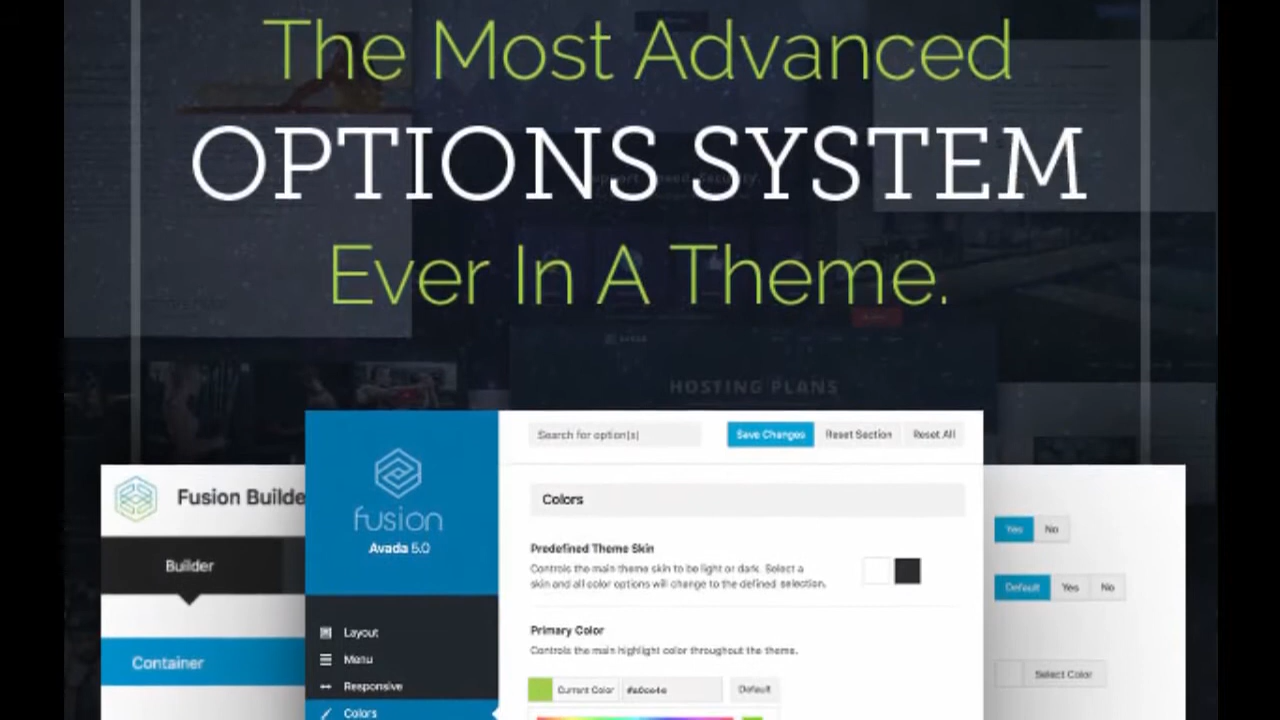 The Most Advanced
OPTIONS SYSTEM
Ever In A Theme.
HOSTING PLANS
Search for option(s)
Save Changes
Reset Section
Reset All
Fusion Builde
fusion
Avada 5.0
Colors
Yes No
Builder
Predefined Theme Skin
Controls the main theme skin to be light or dark. Select a
skin and all color options will change to the defined selection.
Default Yes No
Layout
Primary Color
Controls the main highlight color throughout the theme.
Container
Menu
Select Color
Responsive
Current Color
#a0ce4e
Default
Colors